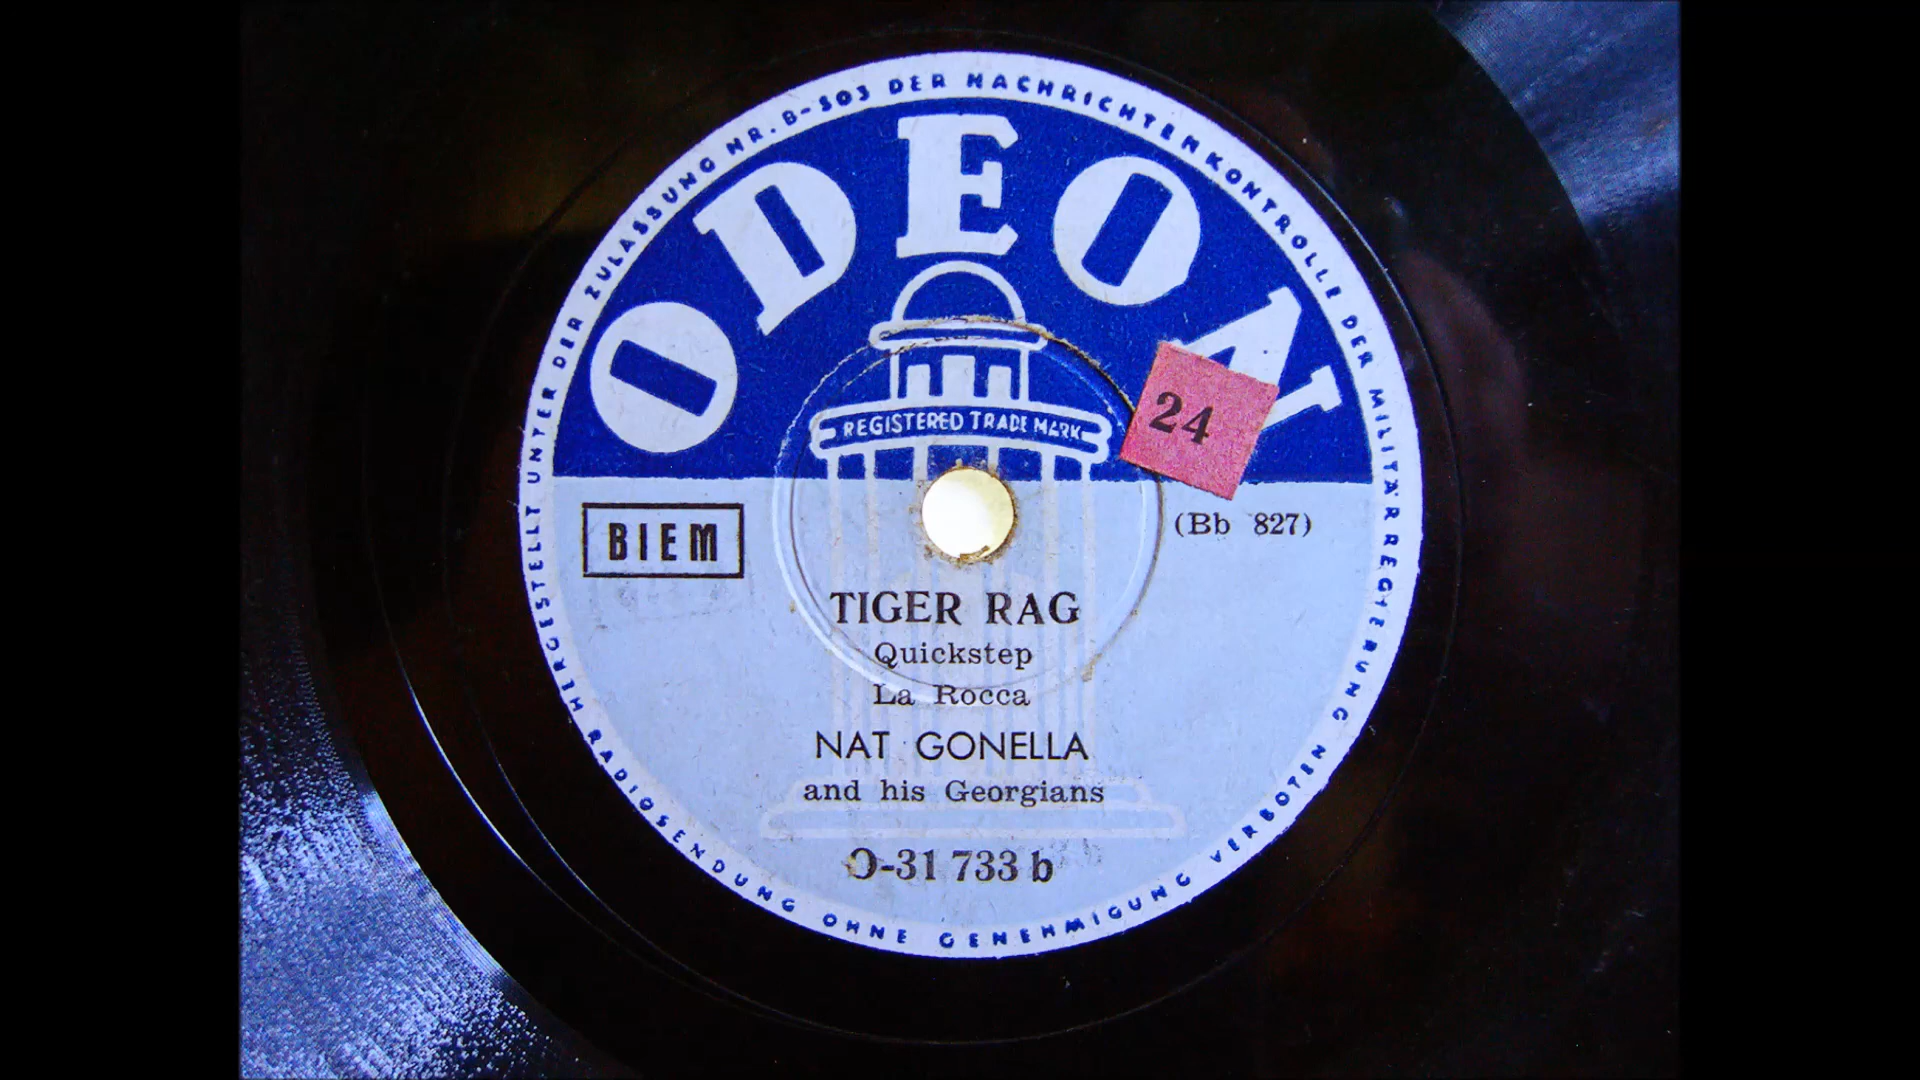 HERGESTELLT UNTER DER ZULASSUNG NR. B-503 DER NACHRICHTENKONTROLLE DER MILITÄRREGIERUNG
ODEON
REGISTERED TRADE MARK
24
BIEM
(Bb 827)
TIGER RAG
Quickstep
La Rocca
NAT GONELLA
and his Georgians
O-31 733 b
RADIOSENDUNG OHNE GENEHMIGUNG VERBOTEN